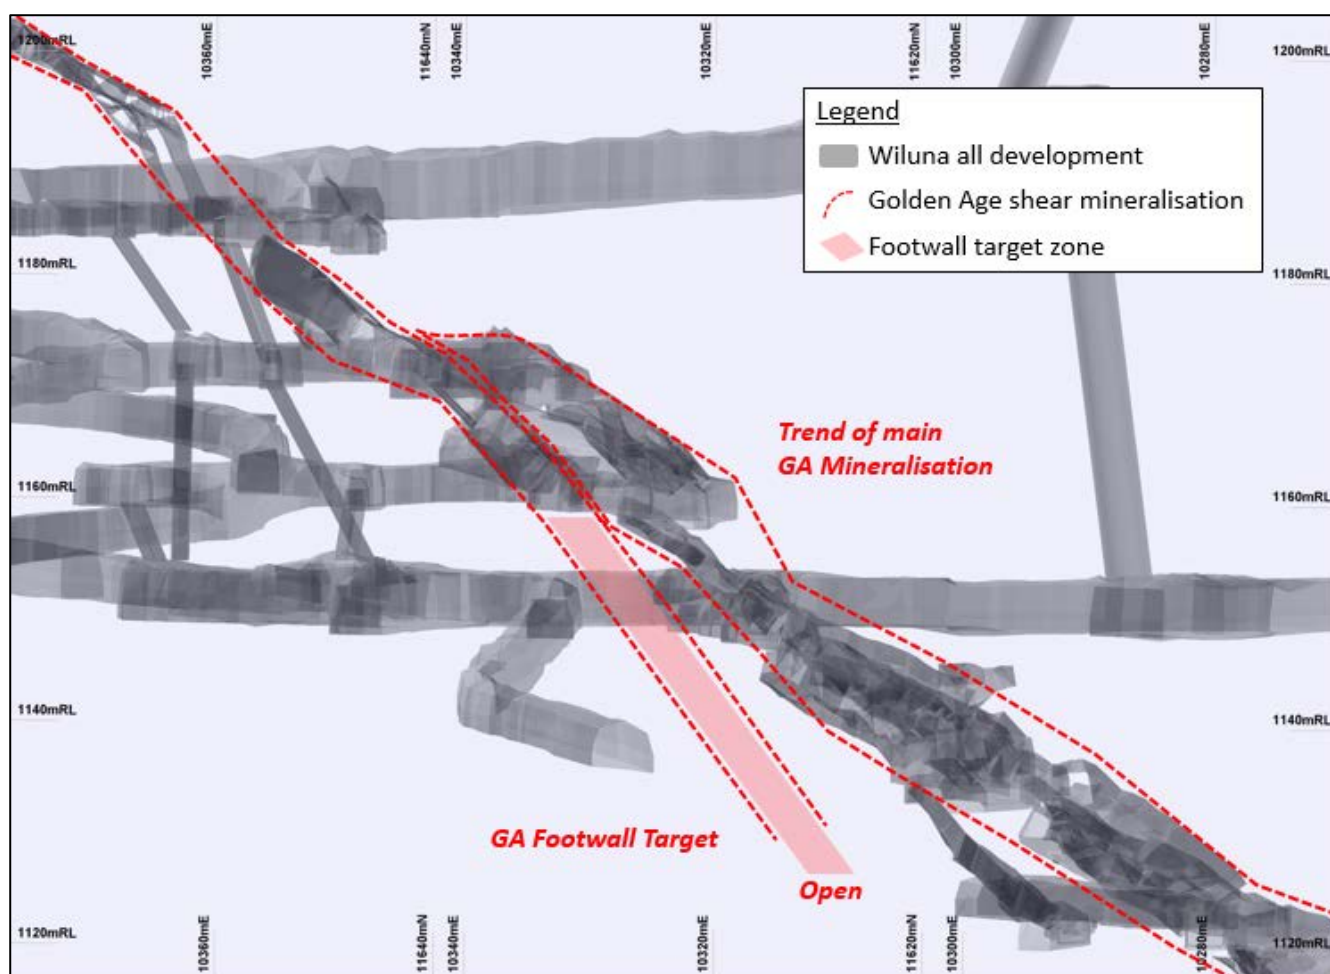 10360mE
11640mN
10340mE
10320mE
11620mN
10300mE
10280mE
1200mRL
1200mRL
Legend
Wiluna all development
Golden Age shear mineralisation
Footwall target zone
1180mRL
1180mRL
Trend of main
GA Mineralisation
1160mRL
1160mRL
1140mRL
1140mRL
GA Footwall Target
Open
1120mRL
1120mRL
10360mE
11640mN
10340mE
10320mE
11620mN
10300mE
10280mE